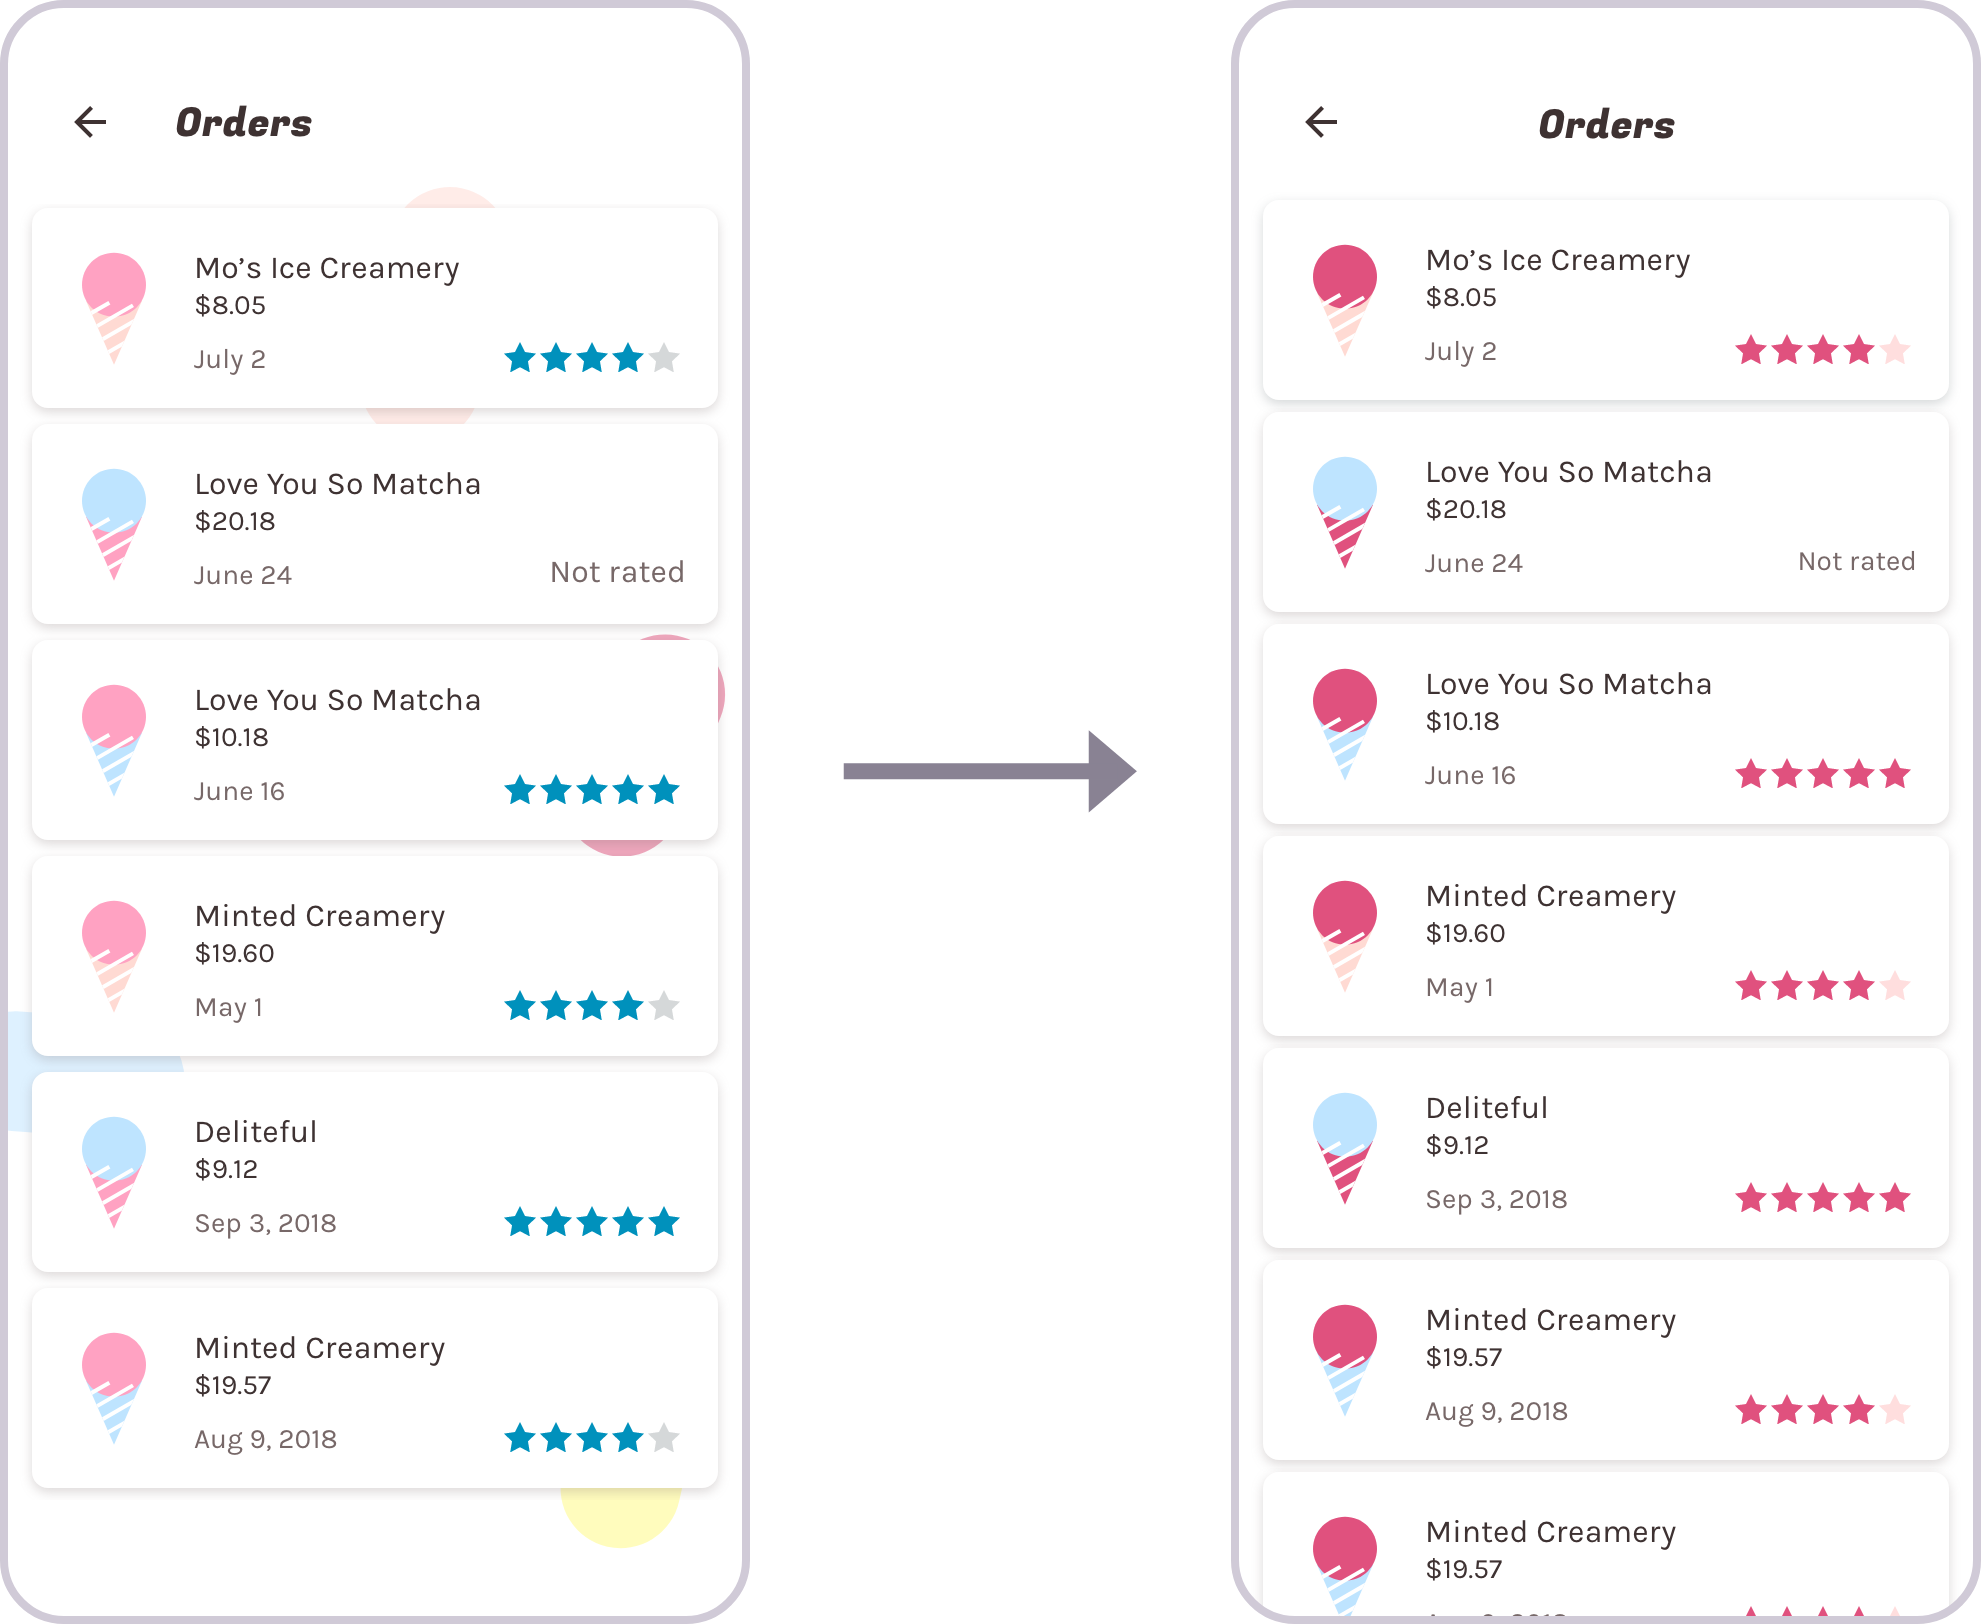 Orders
Mo’s Ice Creamery
$8.05
July 2
Love You So Matcha
$20.18
June 24
Not rated
Love You So Matcha
$10.18
June 16
Minted Creamery
$19.60
May 1
Deliteful
$9.12
Sep 3, 2018
Minted Creamery
$19.57
Aug 9, 2018
Orders
Mo’s Ice Creamery
$8.05
July 2
Love You So Matcha
$20.18
June 24
Not rated
Love You So Matcha
$10.18
June 16
Minted Creamery
$19.60
May 1
Deliteful
$9.12
Sep 3, 2018
Minted Creamery
$19.57
Aug 9, 2018
Minted Creamery
$19.57